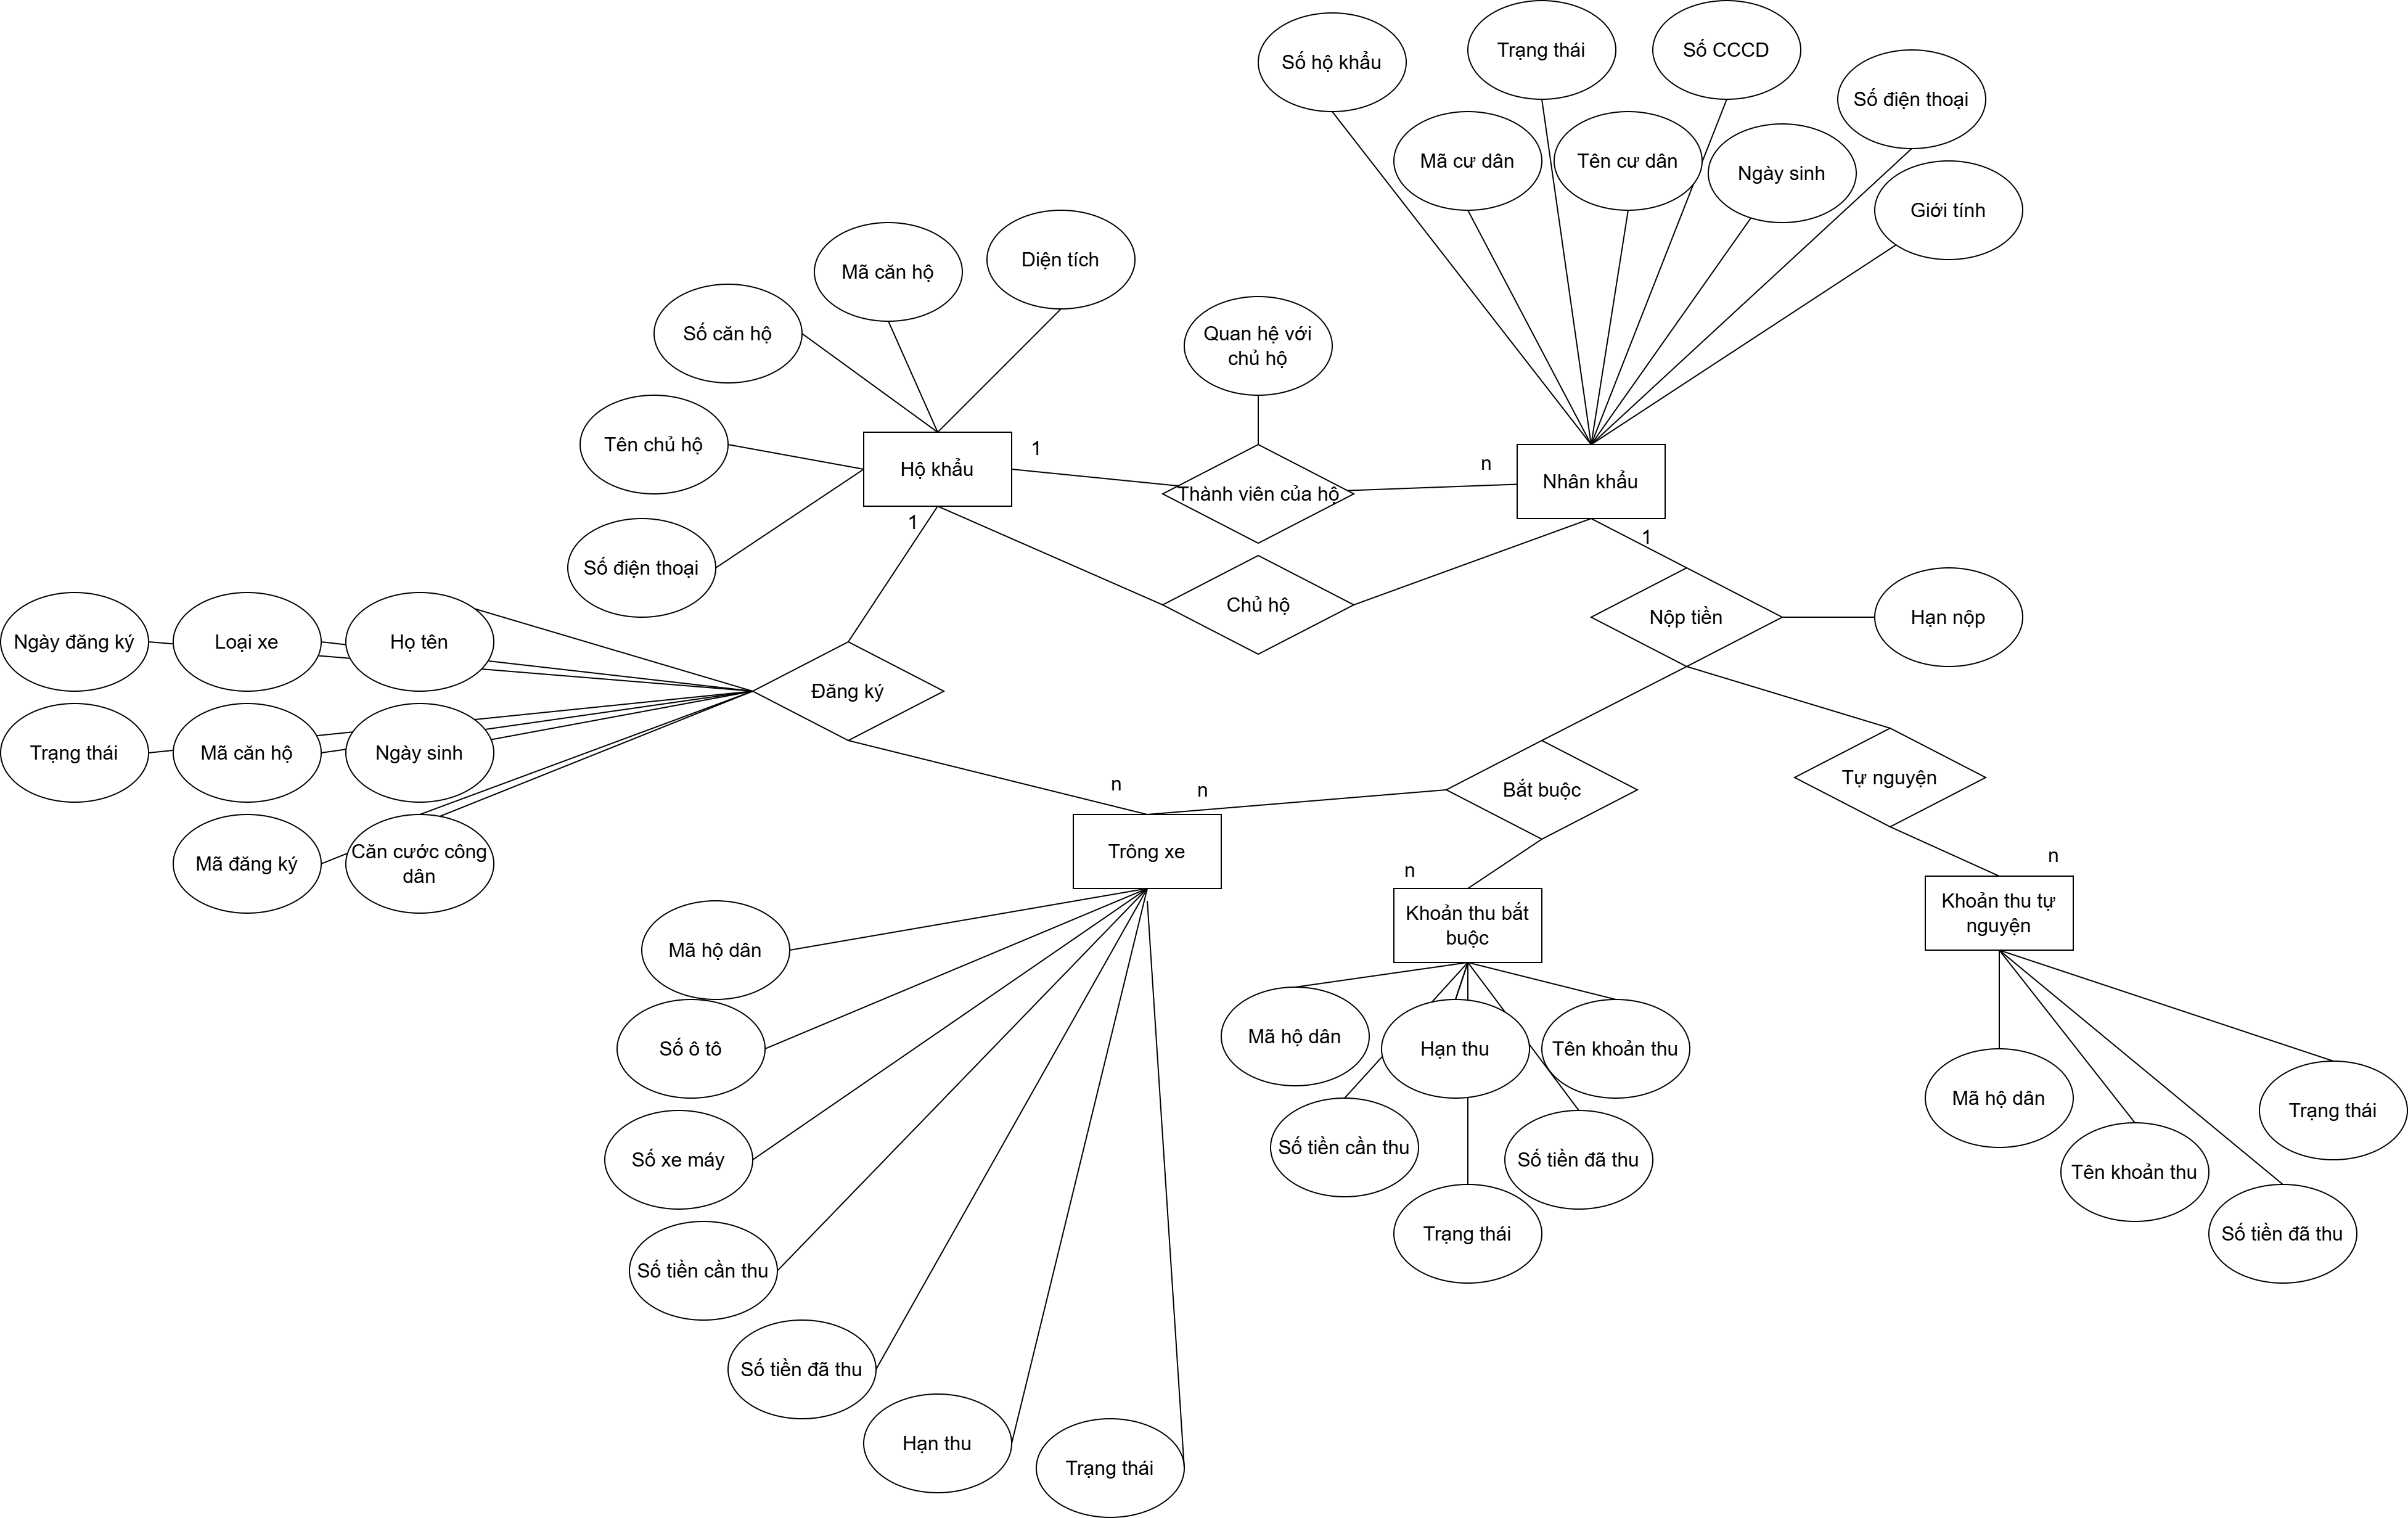 Trạng thái
Số CCCD
Số hộ khẩu
Số điện thoại
Mã cư dân
Tên cư dân
Ngày sinh
Giới tính
Diện tích
Mã căn hộ
Số căn hộ
Quan hệ với
chủ hộ
Tên chủ hộ
Hộ khẩu
1
n
Thành viên của hộ
Nhân khẩu
1
1
Số điện thoại
Chủ hộ
Nộp tiền
Hạn nộp
Ngày đăng ký
Loại xe
Họ tên
Đăng ký
Trạng thái
Mã căn hộ
Ngày sinh
Mã đăng ký
Căn cước công
dân
n
n
Bắt buộc
Tự nguyện
Trông xe
n
n
Khoản thu bắt
buộc
Khoản thu tự
nguyện
Mã hộ dân
Số ô tô
Số xe máy
Số tiền cần thu
Số tiền đã thu
Hạn thu
Trạng thái
Mã hộ dân
Hạn thu
Tên khoản thu
Số tiền cần thu
Số tiền đã thu
Trạng thái
Mã hộ dân
Trạng thái
Tên khoản thu
Số tiền đã thu